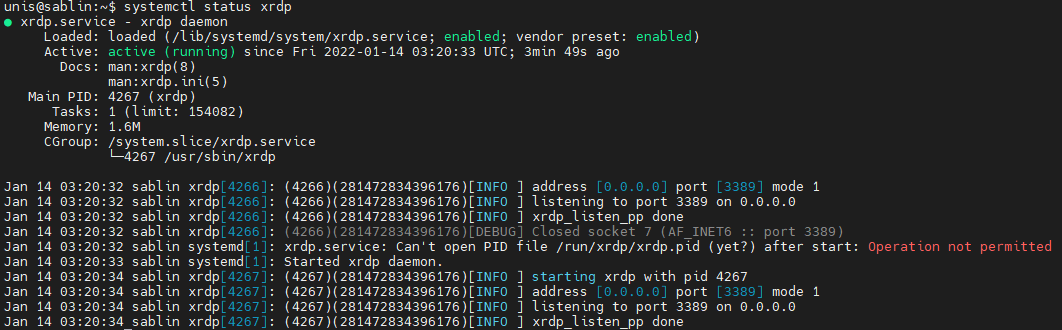 unis@sablin:~$ systemctl status xrdp
● xrdp.service - xrdp daemon
Loaded: loaded (/lib/systemd/system/xrdp.service; enabled; vendor preset: enabled)
Active: active (running) since Fri 2022-01-14 03:20:33 UTC; 3min 49s ago
Docs: man:xrdp(8)
man:xrdp.ini(5)
Main PID: 4267 (xrdp)
Tasks: 1 (limit: 154082)
Memory: 1.6M
CGroup: /system.slice/xrdp.service
└─4267 /usr/sbin/xrdp
Jan 14 03:20:32 sablin xrdp[4266]: (4266)(281472834396176)[INFO ] address [0.0.0.0] port [3389] mode 1
Jan 14 03:20:32 sablin xrdp[4266]: (4266)(281472834396176)[INFO ] listening to port 3389 on 0.0.0.0
Jan 14 03:20:32 sablin xrdp[4266]: (4266)(281472834396176)[INFO ] xrdp_listen_pp done
Jan 14 03:20:32 sablin xrdp[4266]: (4266)(281472834396176)[DEBUG] Closed socket 7 (AF_INET6 :: port 3389)
Jan 14 03:20:32 sablin systemd[1]: xrdp.service: Can't open PID file /run/xrdp/xrdp.pid (yet?) after start: Operation not permitted
Jan 14 03:20:33 sablin systemd[1]: Started xrdp daemon.
Jan 14 03:20:34 sablin xrdp[4267]: (4267)(281472834396176)[INFO ] starting xrdp with pid 4267
Jan 14 03:20:34 sablin xrdp[4267]: (4267)(281472834396176)[INFO ] address [0.0.0.0] port [3389] mode 1
Jan 14 03:20:34 sablin xrdp[4267]: (4267)(281472834396176)[INFO ] listening to port 3389 on 0.0.0.0
Jan 14 03:20:34 sablin xrdp[4267]: (4267)(281472834396176)[INFO ] xrdp_listen_pp done